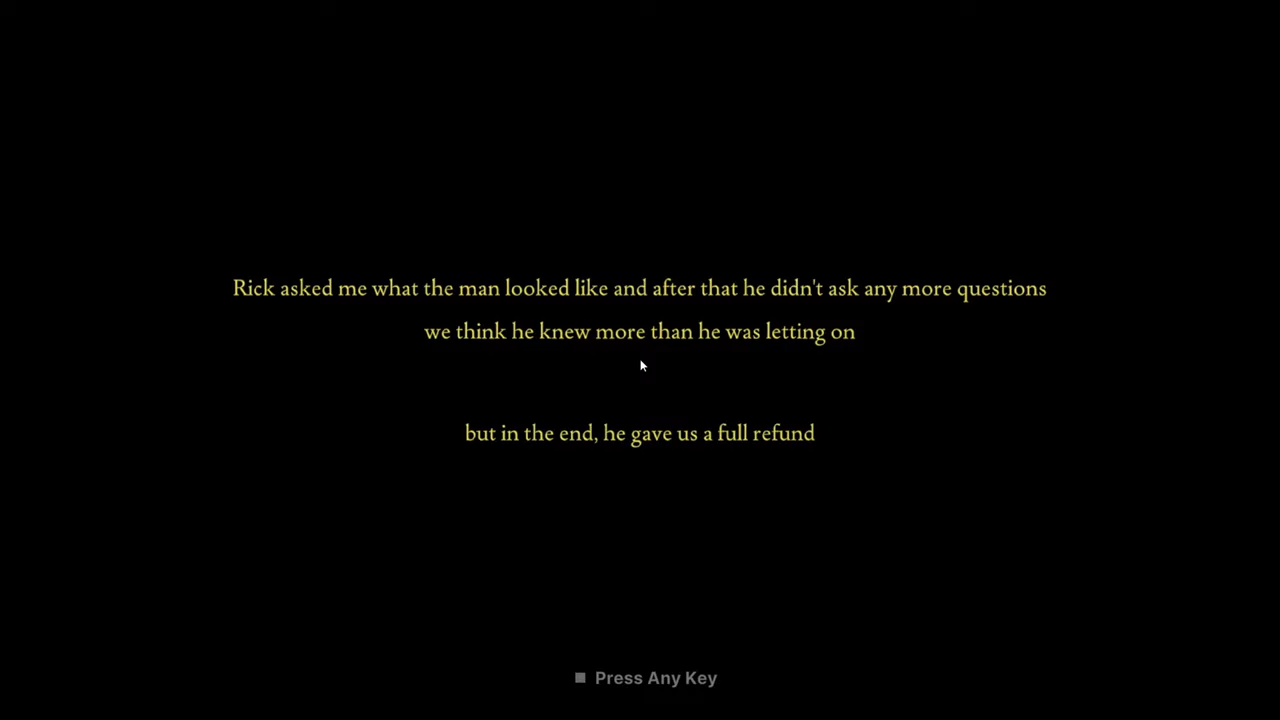 Rick asked me what the man looked like and after that he didn't ask any more questions
we think he knew more than he was letting on
but in the end, he gave us a full refund
Press Any Key